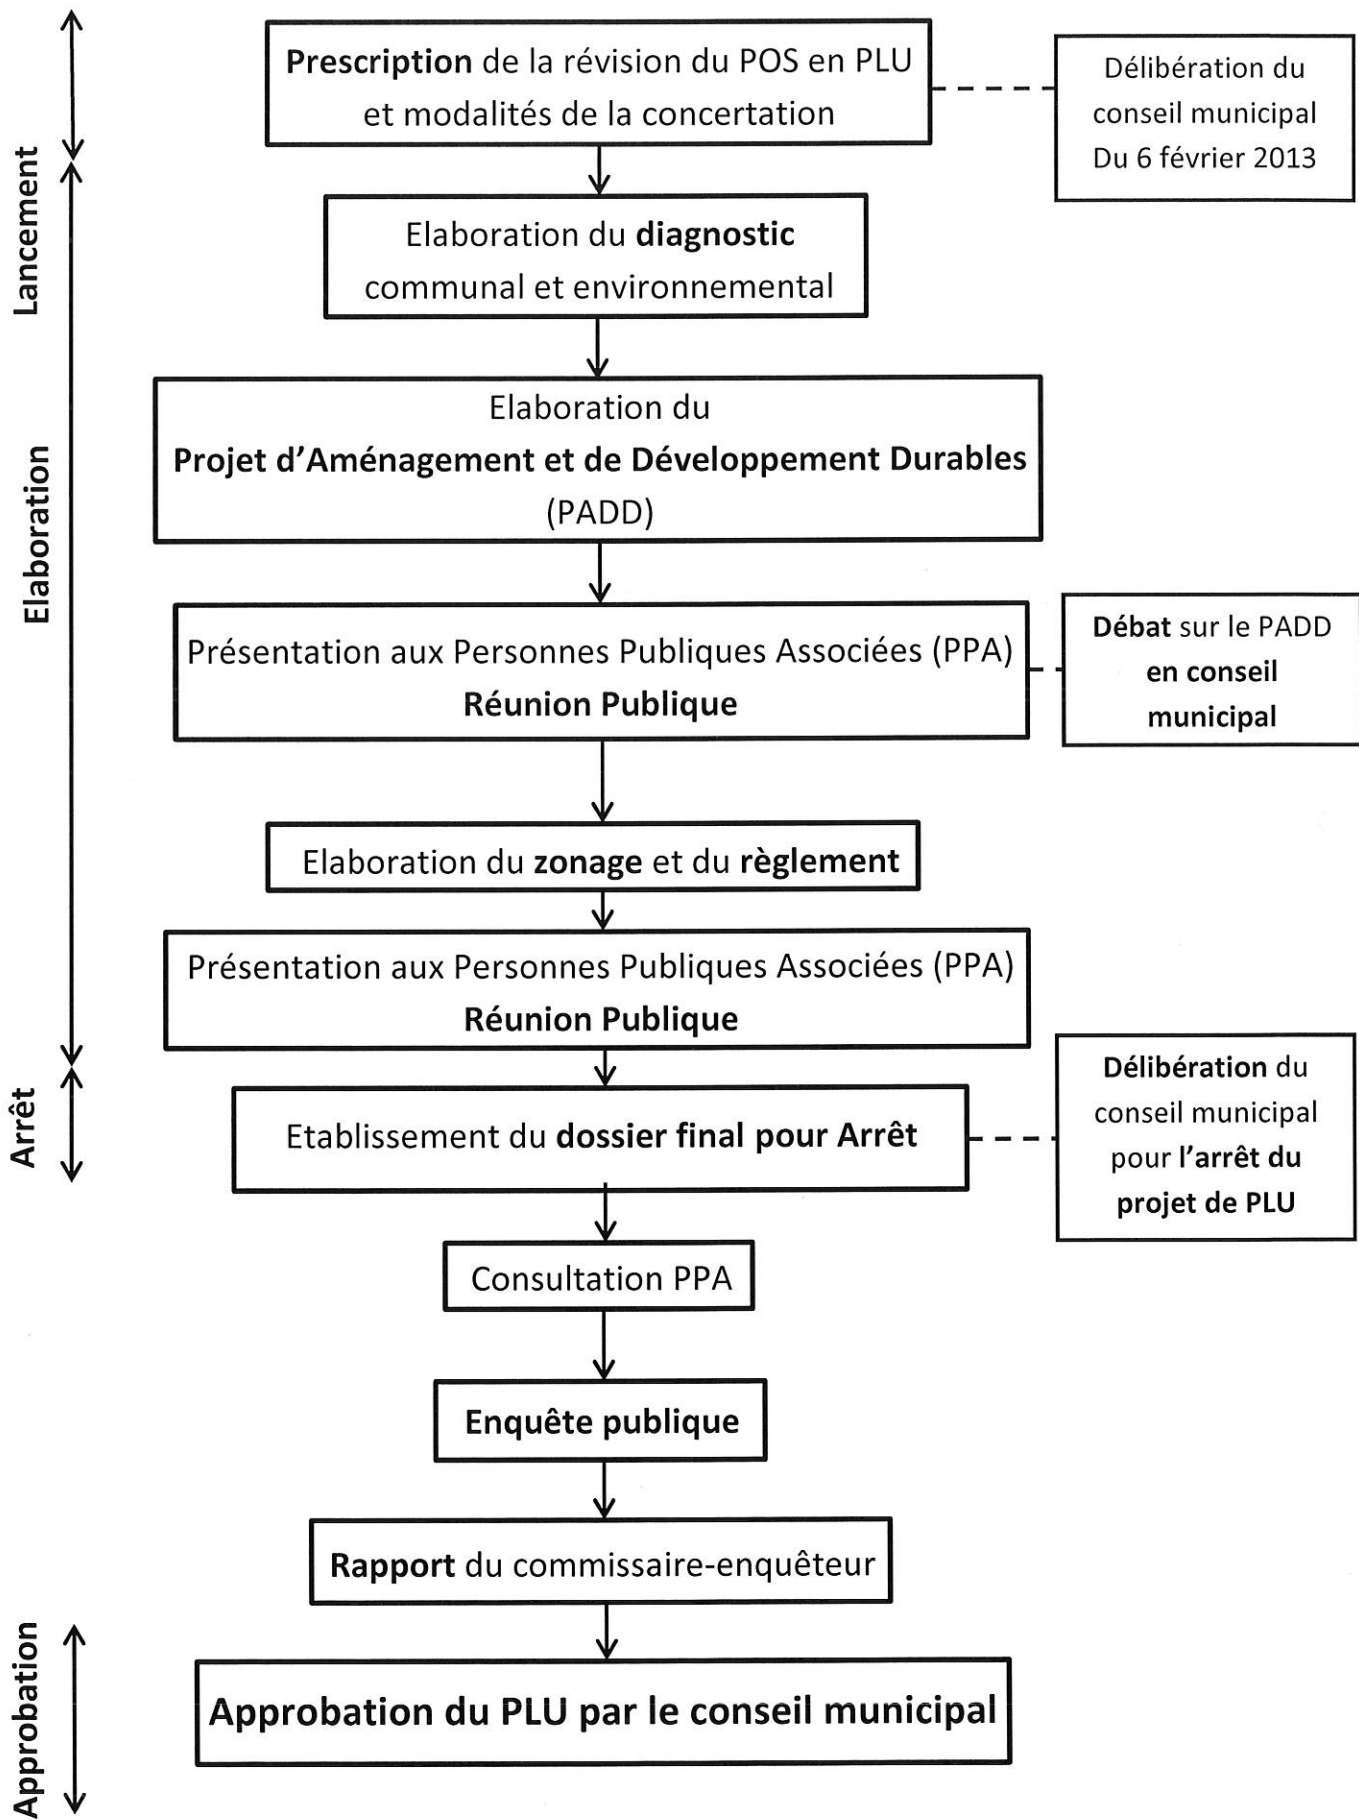 Lancement
Prescription de la révision du POS en PLU
et modalités de la concertation
Délibération du
conseil municipal
Du 6 février 2013
Elaboration
Elaboration du diagnostic
communal et environnemental
Elaboration du
Projet d'Aménagement et de Développement Durables
(PADD)
Présentation aux Personnes Publiques Associées (PPA)
Réunion Publique
Débat sur le PADD
en conseil
municipal
Elaboration du zonage et du règlement
Présentation aux Personnes Publiques Associées (PPA)
Réunion Publique
Arrêt
Etablissement du dossier final pour Arrêt
Délibération du
conseil municipal
pour l'arrêt du
projet de PLU
Consultation PPA
Enquête publique
Rapport du commissaire-enquêteur
Approbation
Approbation du PLU par le conseil municipal